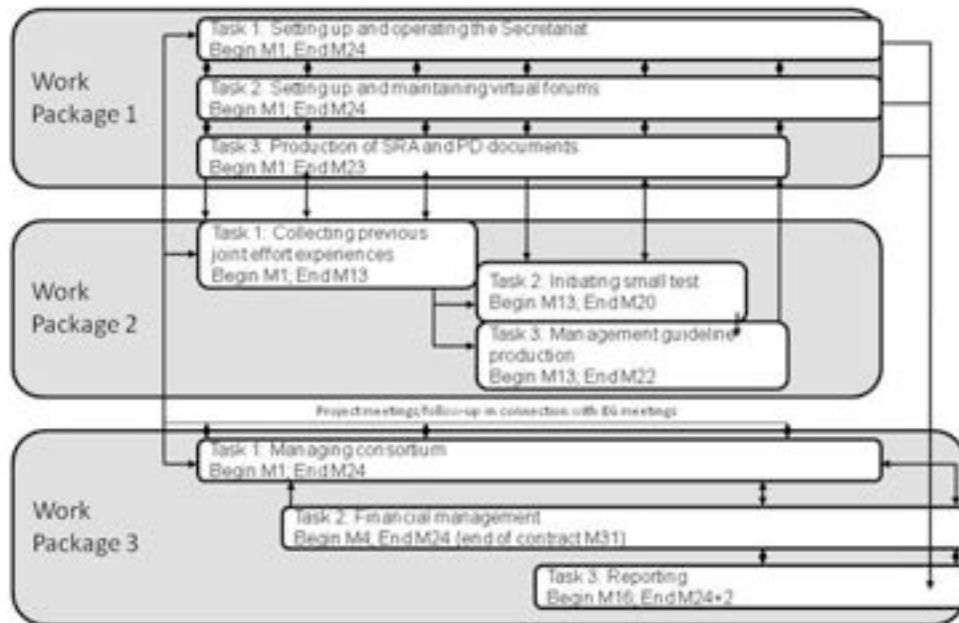 Work
Package 1
Task 1: Setting up and operating the Secretariat
Begin M1; End M24
Task 2: Setting up and maintaining virtual forums
Begin M1; End M24
Task 3: Production of SRA and PD documents
Begin M1; End M23
Work
Package 2
Task 1: Collecting previous
joint effort experiences
Begin M1; End M13
Task 2: Initiating small test
Begin M13; End M20
Task 3: Management guideline
production
Begin M13; End M22
Project meetings/follow-up in connection with EG meetings
Work
Package 3
Task 1: Managing consortium
Begin M1; End M24
Task 2: Financial management
Begin M4; End M24 (end of contract M31)
Task 3: Reporting
Begin M16; End M24+2